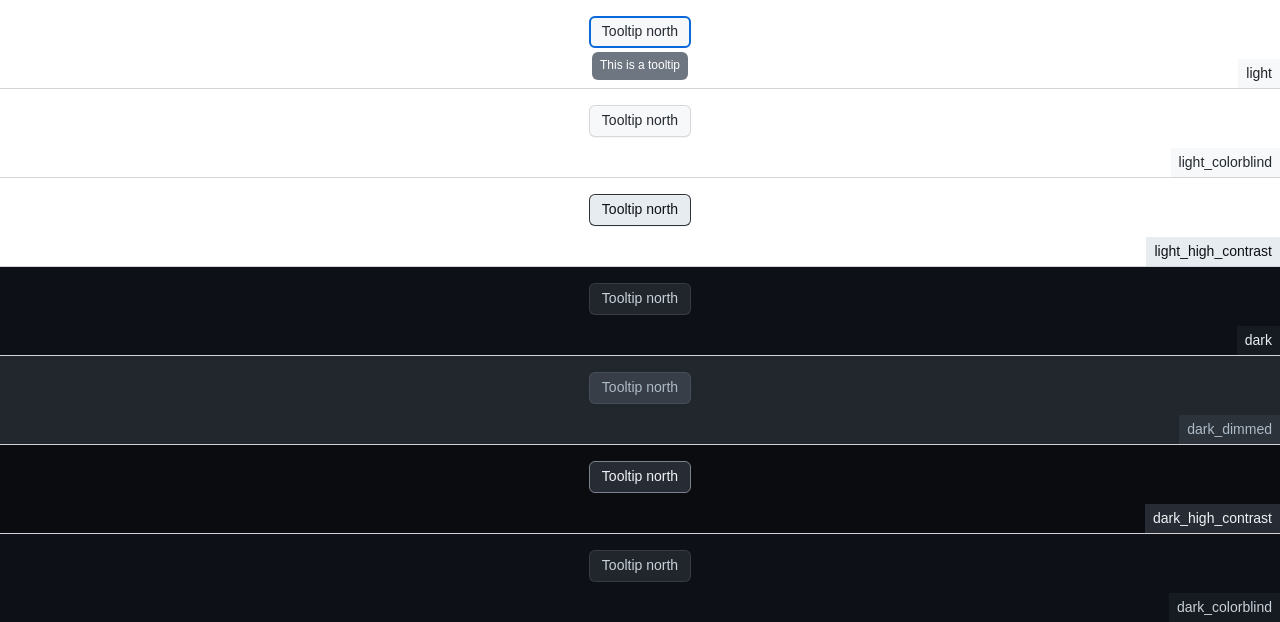 Tooltip north
This is a tooltip
light
Tooltip north
light_colorblind
Tooltip north
light_high_contrast
Tooltip north
dark
Tooltip north
dark_dimmed
Tooltip north
dark_high_contrast
Tooltip north
dark_colorblind